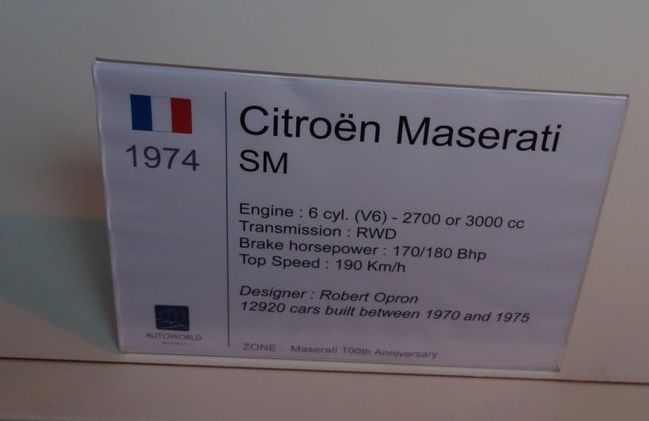 1974
Citroën Maserati
SM
Engine : 6 cyl. (V6) - 2700 or 3000 cc
Transmission : RWD
Brake horsepower : 170/180 Bhp
Top Speed : 190 Km/h
Designer : Robert Opron
12920 cars built between 1970 and 1975
AUTOWORLD
ZONE : Maserati 100th Anniversary